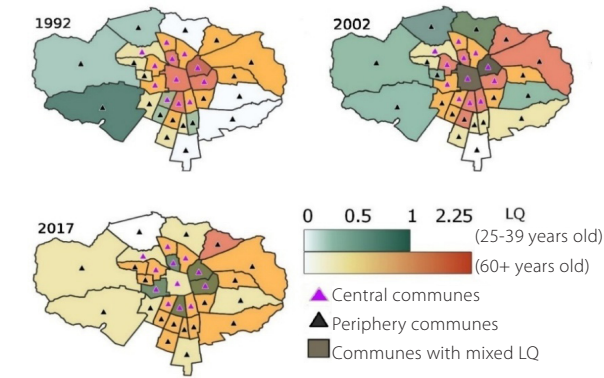 1992
2002
2017
0 0.5 1 2.25 LQ
(25-39 years old)
(60+ years old)
Central communes
Periphery communes
Communes with mixed LQ